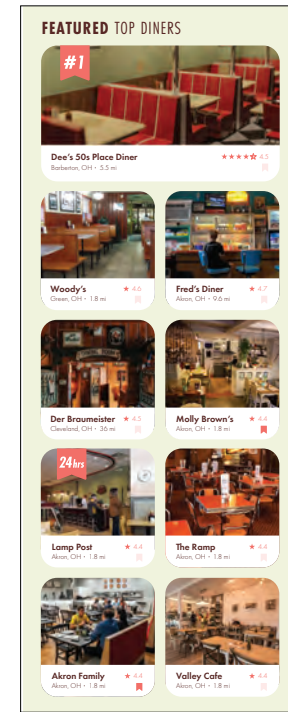 FEATURED TOP DINERS
#1
Dee's 50s Place Diner
4.5
Barberton, OH • 5.5 mi
Woody's
4.6
Green, OH • 1.8 mi
Fred's Diner
4.7
Akron, OH • 9.6 mi
Der Braumeister
4.5
Cleveland, OH • 36 mi
Molly Brown's
4.4
Akron, OH • 1.8 mi
24hrs
Lamp Post
4.4
Akron, OH • 1.8 mi
The Ramp
4.4
Akron, OH • 1.8 mi
Akron Family
4.4
Akron, OH • 1.8 mi
Valley Cafe
4.4
Akron, OH • 1.8 mi